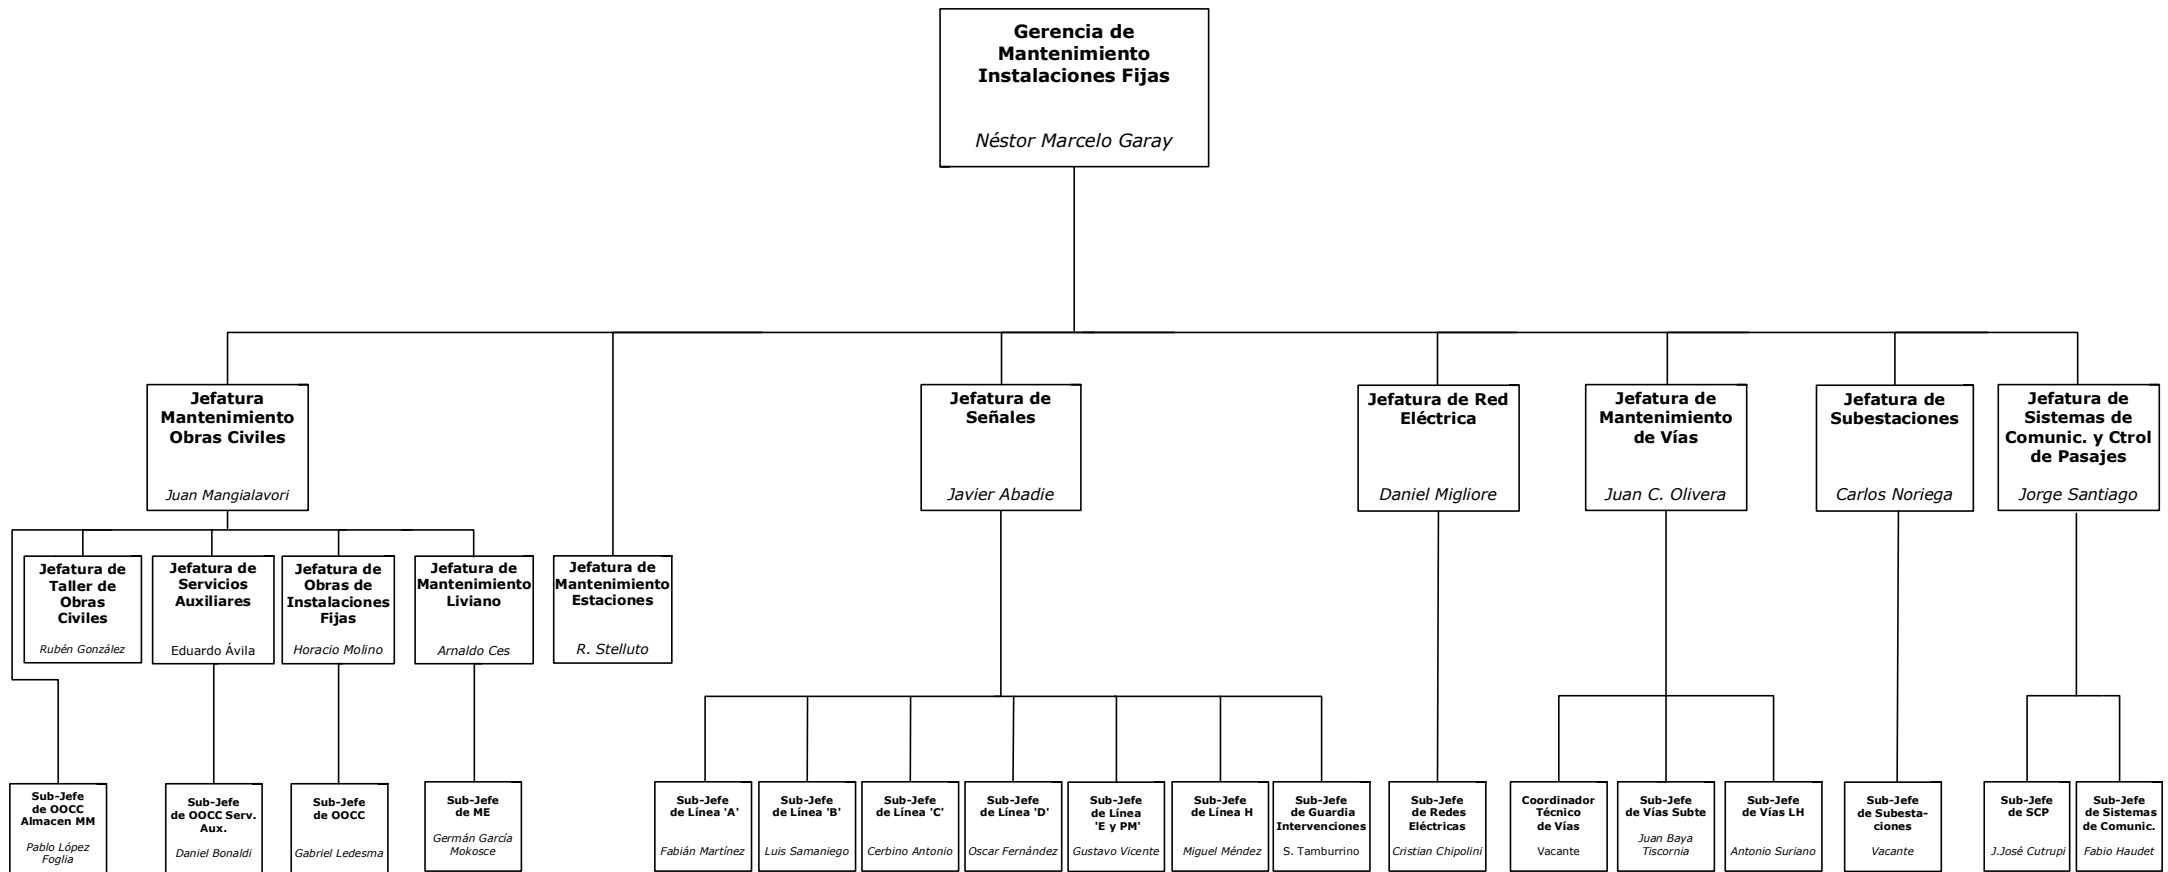 Gerencia de
Mantenimiento
Instalaciones Fijas
Néstor Marcelo Garay
Jefatura
Mantenimiento
Obras Civiles
Juan Mangialavori
Jefatura de
Señales
Javier Abadie
Jefatura de Red
Eléctrica
Daniel Migliore
Jefatura de
Mantenimiento
de Vías
Juan C. Olivera
Jefatura de
Subestaciones
Carlos Noriega
Jefatura de
Sistemas de
Comunic. y Ctrol
de Pasajes
Jorge Santiago
Jefatura de
Taller de
Obras
Civiles
Rubén González
Jefatura de
Servicios
Auxiliares
Eduardo Ávila
Jefatura de
Obras de
Instalaciones
Fijas
Horacio Molino
Jefatura de
Mantenimiento
Liviano
Arnaldo Ces
Jefatura de
Mantenimiento
Estaciones
R. Stelluto
Sub-Jefe
de OOCC
Almacen MM
Pablo López
Foglia
Sub-Jefe
de OOCC Serv.
Aux.
Daniel Bonaldi
Sub-Jefe
de OOCC
Gabriel Ledesma
Sub-Jefe
de ME
Germán García
Mokosce
Sub-Jefe
de Línea 'A'
Fabián Martínez
Sub-Jefe
de Línea 'B'
Luis Samaniego
Sub-Jefe
de Línea 'C'
Cerbino Antonio
Sub-Jefe
de Línea 'D'
Oscar Fernández
Sub-Jefe
de Línea
'E y PM'
Gustavo Vicente
Sub-Jefe
de Línea H
Miguel Méndez
Sub-Jefe
de Guardia
Intervenciones
S. Tamburrino
Sub-Jefe
de Redes
Eléctricas
Cristian Chipolini
Coordinador
Técnico
de Vías
Vacante
Sub-Jefe
de Vías Subte
Juan Baya
Tiscornia
Sub-Jefe
de Vías LH
Antonio Suriano
Sub-Jefe
de Subesta-
ciones
Vacante
Sub-Jefe
de SCP
J.José Cutrupi
Sub-Jefe
de Sistemas
de Comunic.
Fabio Haudet